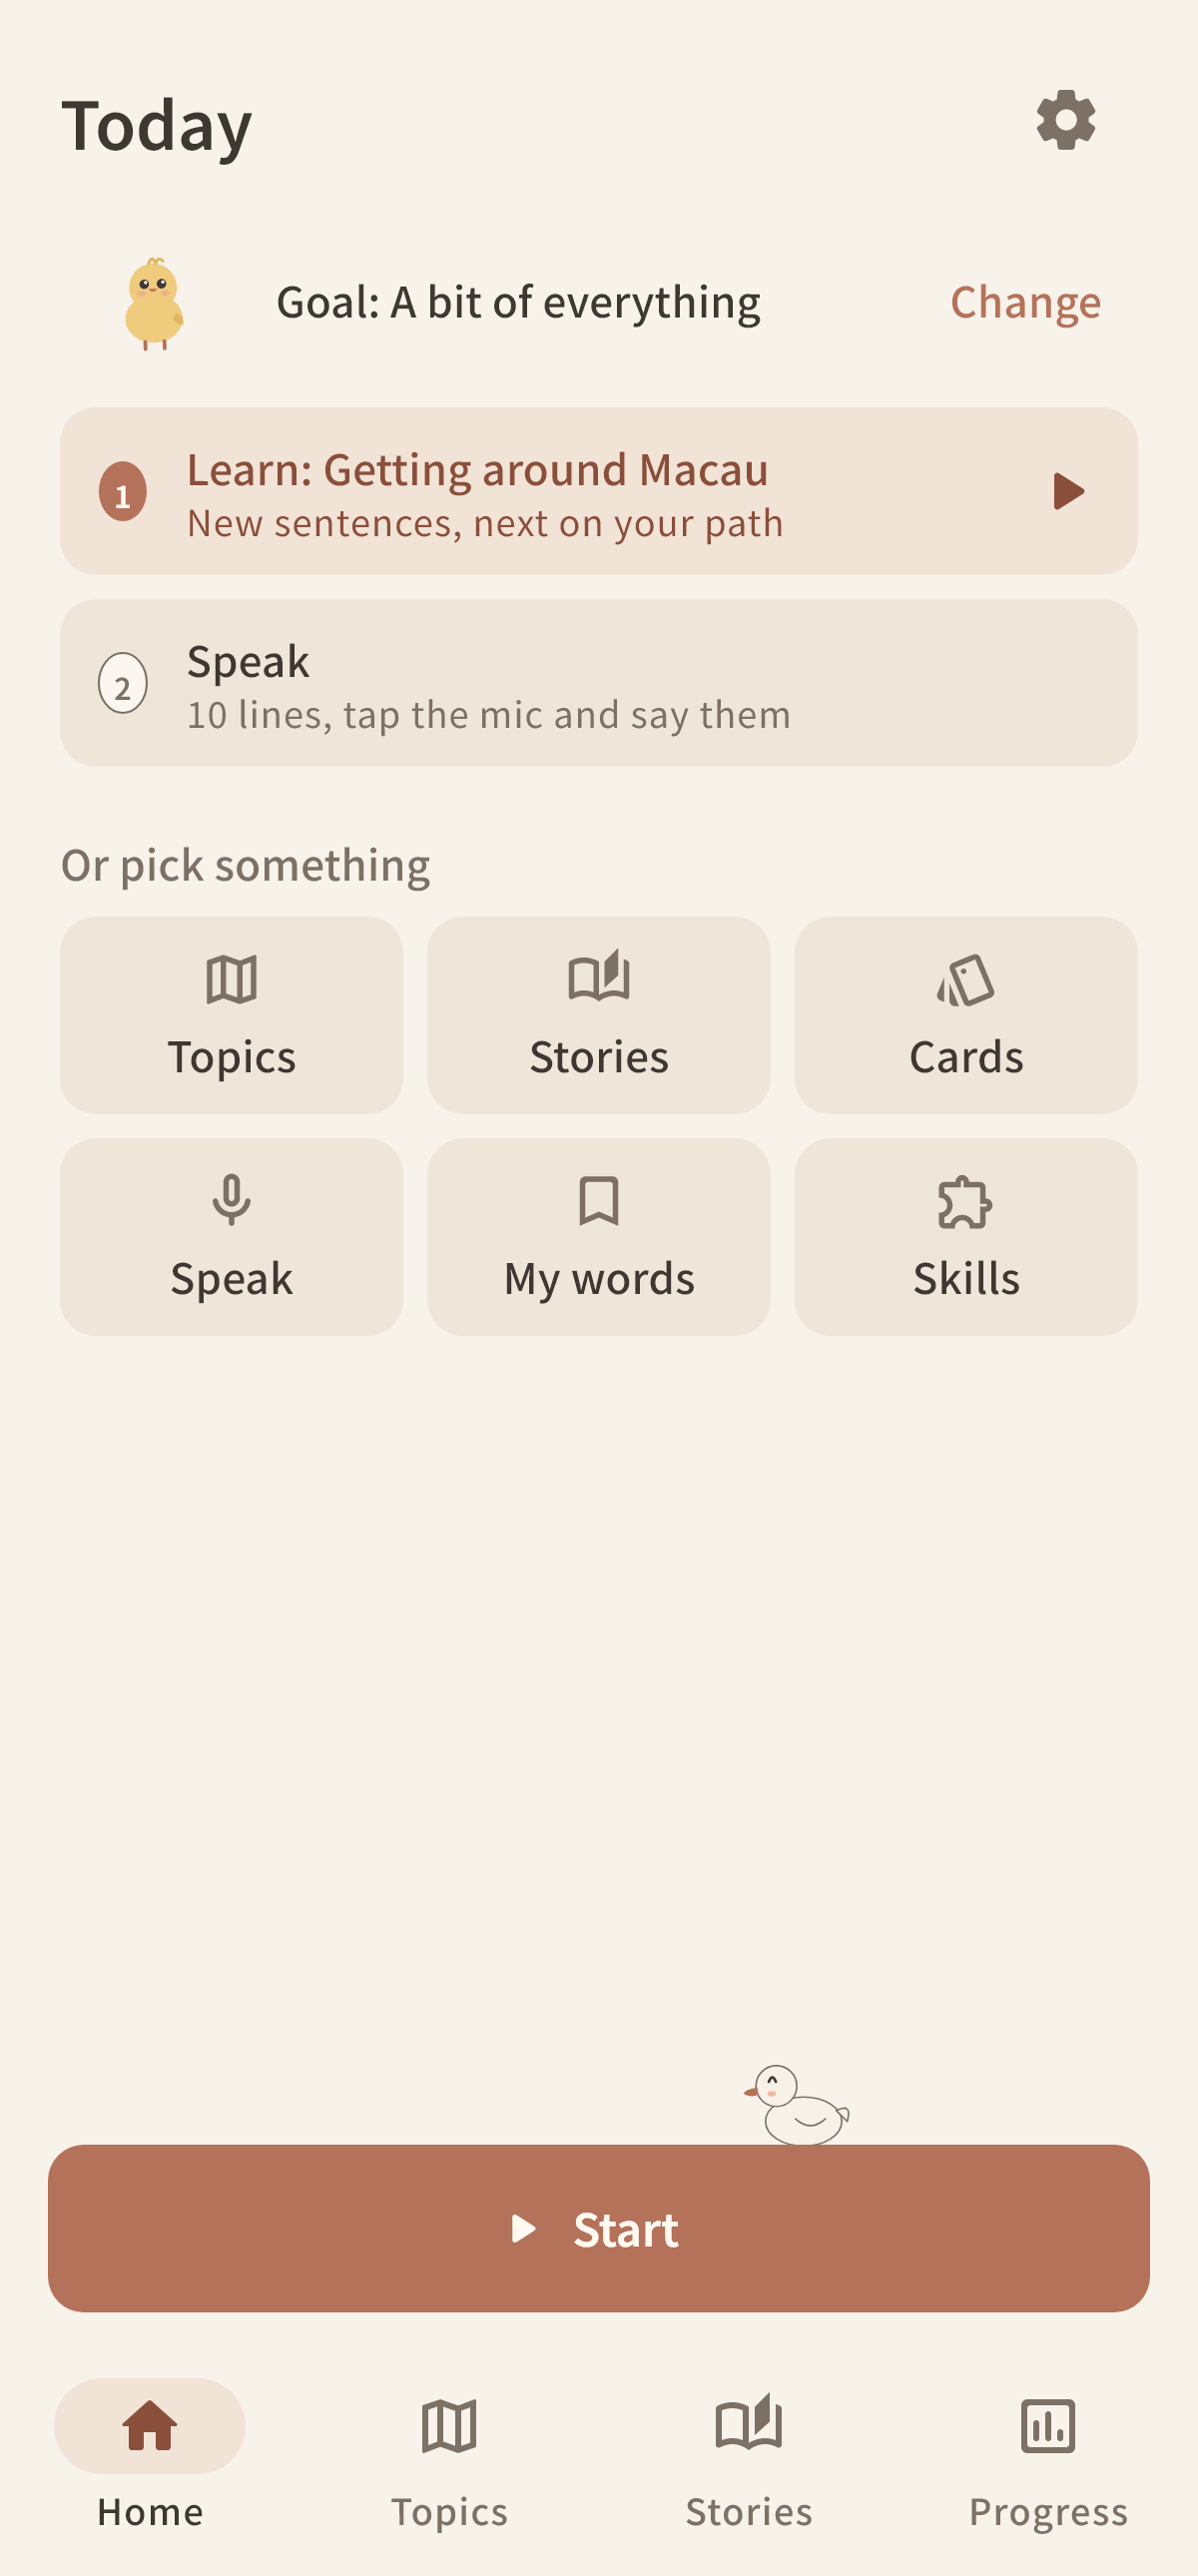 Today
Goal: A bit of everything
Change
1
Learn: Getting around Macau
New sentences, next on your path
2
Speak
10 lines, tap the mic and say them
Or pick something
Topics
Stories
Cards
Speak
My words
Skills
Start
Home
Topics
Stories
Progress